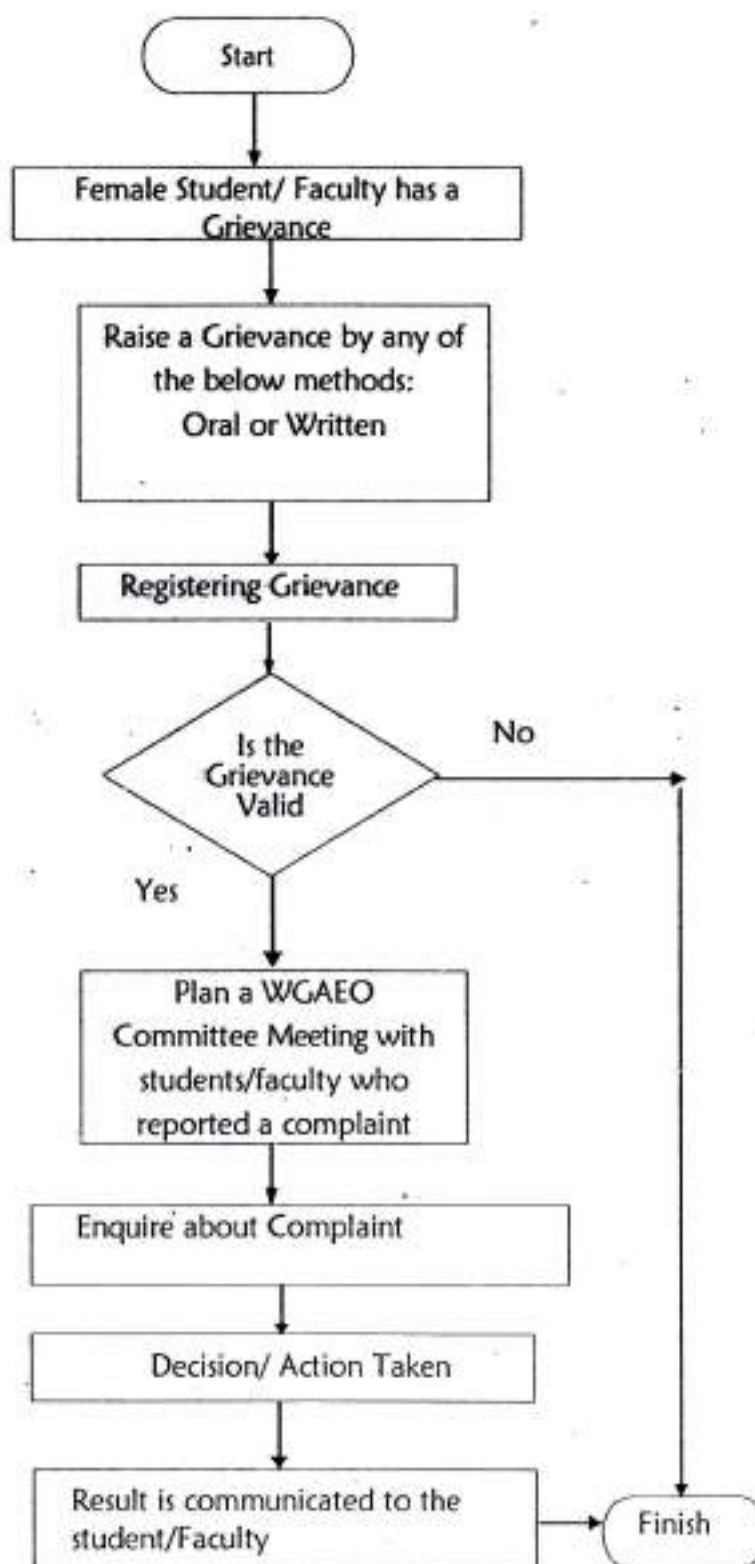 Start
Female Student/ Faculty has a
Grievance
Raise a Grievance by any of
the below methods:
Oral or Written
Registering Grievance
Is the
Grievance
Valid
No
Yes
Plan a WGAEO
Committee Meeting with
students/faculty who
reported a complaint
Enquire about Complaint
Decision/ Action Taken
Result is communicated to the
student/Faculty
Finish